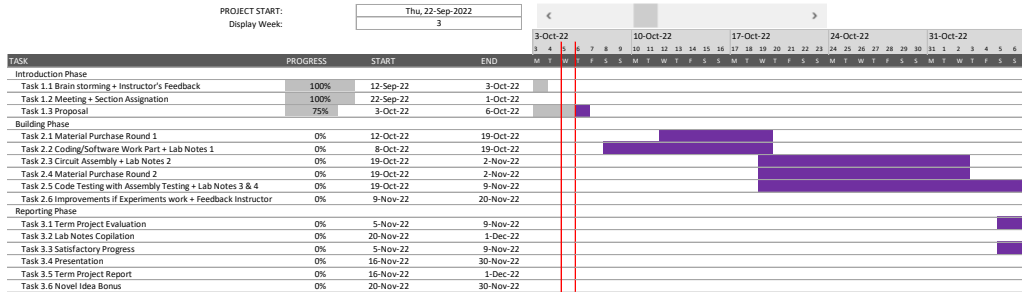 PROJECT START: Thu, 22-Sep-2022
Display Week: 3
3-Oct-22 10-Oct-22 17-Oct-22 24-Oct-22 31-Oct-22
3 4 5 6 7 8 9 10 11 12 13 14 15 16 17 18 19 20 21 22 23 24 25 26 27 28 29 30 31 1 2 3 4 5 6
TASK PROGRESS START END M T W T F S S M T W T F S S M T W T F S S M T W T F S S M T W T F S S
Introduction Phase
Task 1.1 Brain storming + Instructor's Feedback 100% 12-Sep-22 3-Oct-22
Task 1.2 Meeting + Section Assignation 100% 22-Sep-22 1-Oct-22
Task 1.3 Proposal 75% 3-Oct-22 6-Oct-22
Building Phase
Task 2.1 Material Purchase Round 1 0% 12-Oct-22 19-Oct-22
Task 2.2 Coding/Software Work Part + Lab Notes 1 0% 8-Oct-22 19-Oct-22
Task 2.3 Circuit Assembly + Lab Notes 2 0% 19-Oct-22 2-Nov-22
Task 2.4 Material Purchase Round 2 0% 19-Oct-22 2-Nov-22
Task 2.5 Code Testing with Assembly Testing + Lab Notes 3 & 4 0% 19-Oct-22 9-Nov-22
Task 2.6 Improvements if Experiments work + Feedback Instructor 0% 9-Nov-22 20-Nov-22
Reporting Phase
Task 3.1 Term Project Evaluation 0% 5-Nov-22 9-Nov-22
Task 3.2 Lab Notes Copilation 0% 20-Nov-22 1-Dec-22
Task 3.3 Satisfactory Progress 0% 5-Nov-22 9-Nov-22
Task 3.4 Presentation 0% 16-Nov-22 30-Nov-22
Task 3.5 Term Project Report 0% 16-Nov-22 1-Dec-22
Task 3.6 Novel Idea Bonus 0% 20-Nov-22 30-Nov-22